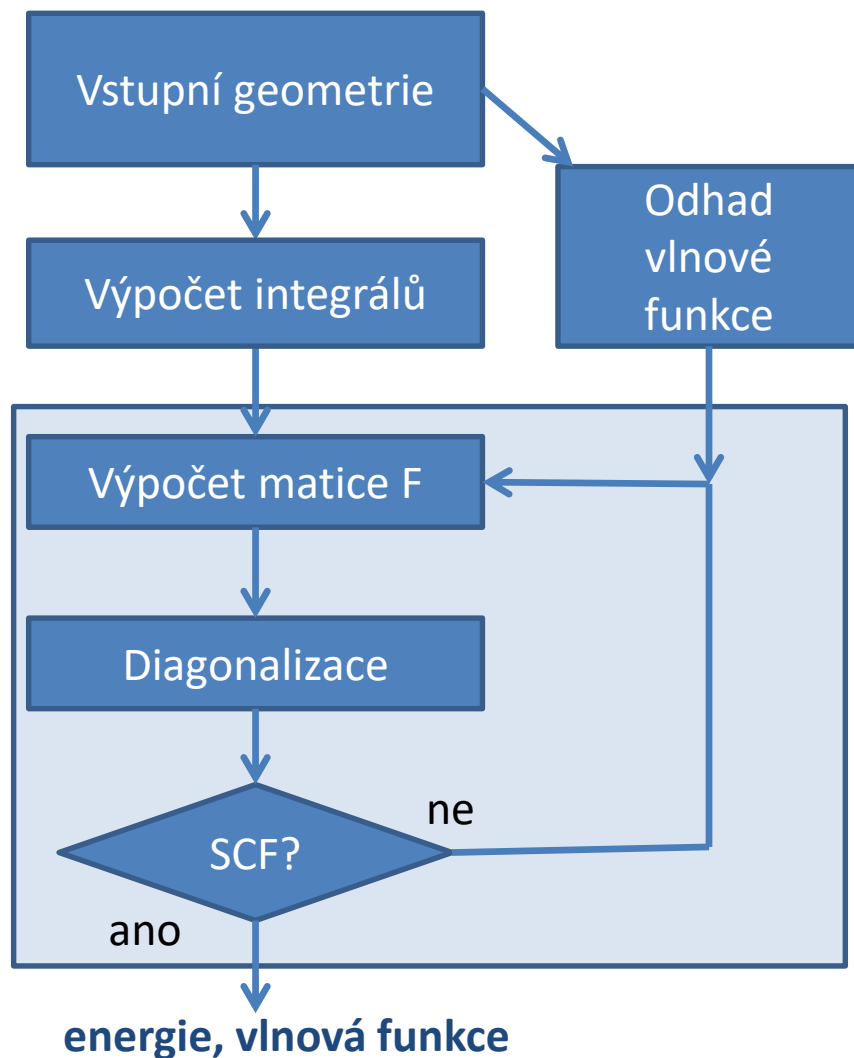 Vstupní geometrie
Odhad
vlnové
funkce
Výpočet integrálů
Výpočet matice F
Diagonalizace
ne
SCF?
ano
energie, vlnová funkce